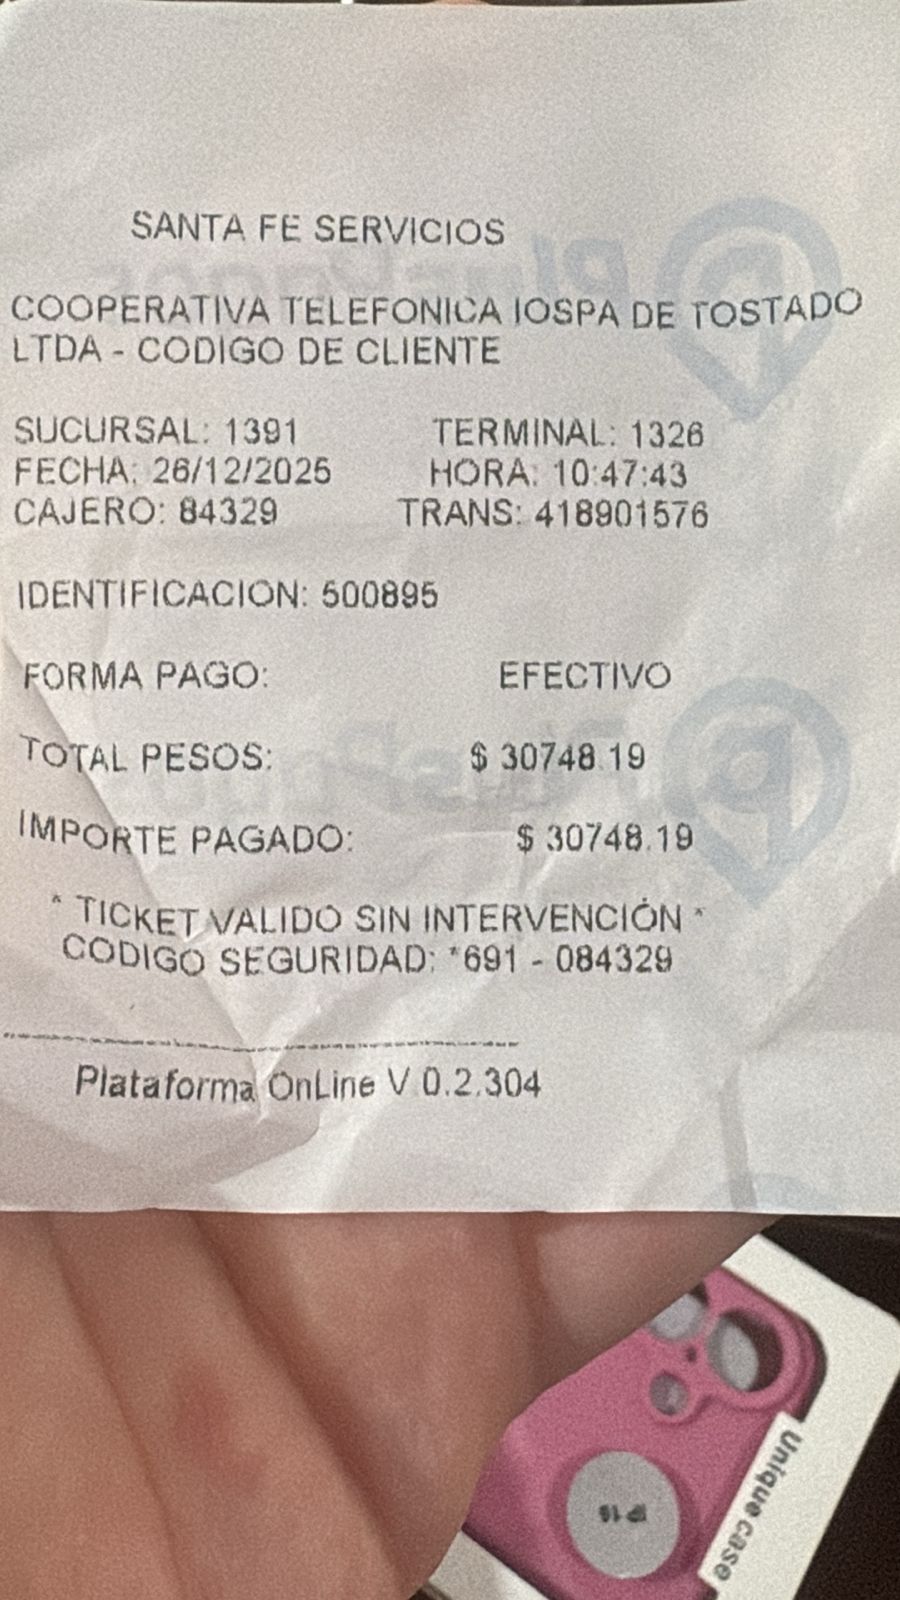 SANTA FE SERVICIOS
COOPERATIVA TELEFONICA IOSPA DE TOSTADO
LTDA - CODIGO DE CLIENTE
SUCURSAL: 1391 TERMINAL: 1326
FECHA: 26/12/2025 HORA: 10:47:43
CAJERO: 84329 TRANS: 418901576
IDENTIFICACION: 500895
FORMA PAGO: EFECTIVO
TOTAL PESOS: $ 30748.19
IMPORTE PAGADO: $ 30748.19
* TICKET VALIDO SIN INTERVENCIÓN *
CODIGO SEGURIDAD: *691 - 084329
Plataforma OnLine V 0.2.304
Unique case